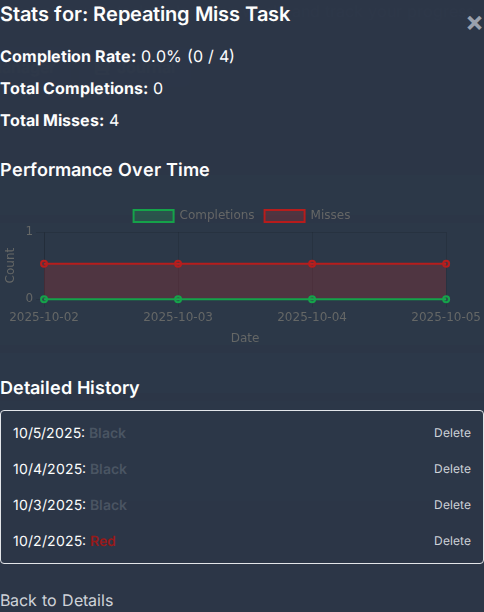 Stats for: Repeating Miss Task
×
Completion Rate: 0.0% (0 / 4)
Total Completions: 0
Total Misses: 4
Performance Over Time
Completions Misses
1
Count
0
2025-10-02 2025-10-03 2025-10-04 2025-10-05
Date
Detailed History
10/5/2025: Black Delete
10/4/2025: Black Delete
10/3/2025: Black Delete
10/2/2025: Red Delete
Back to Details